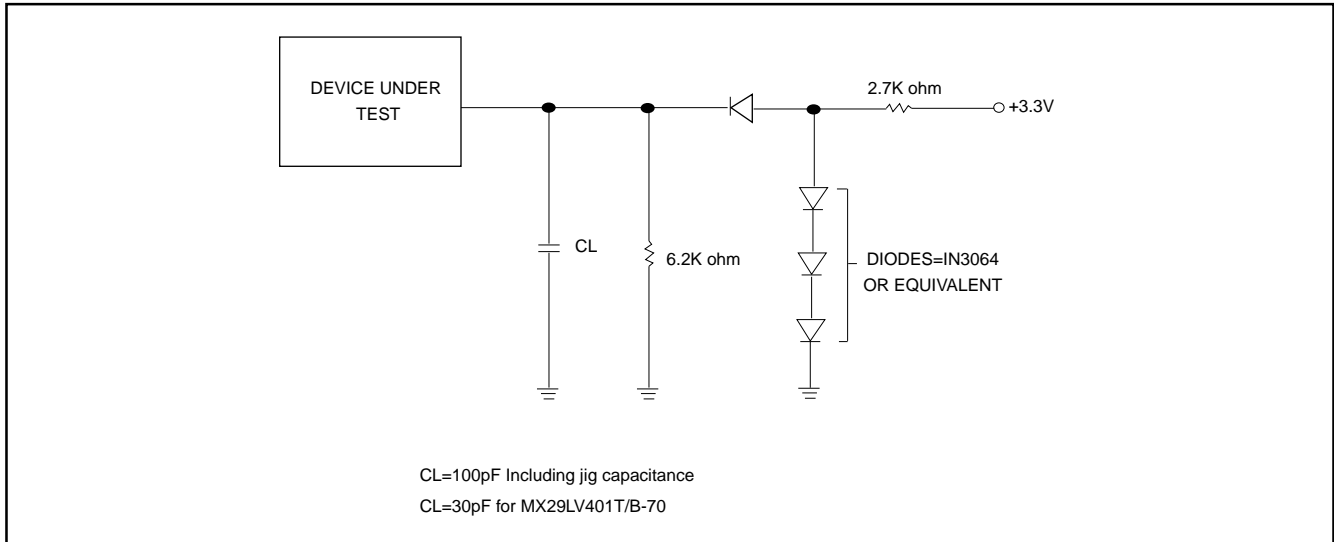 DEVICE UNDER
TEST
2.7K ohm
+3.3V
CL
6.2K ohm
DIODES=IN3064
OR EQUIVALENT
CL=100pF Including jig capacitance
CL=30pF for MX29LV401T/B-70